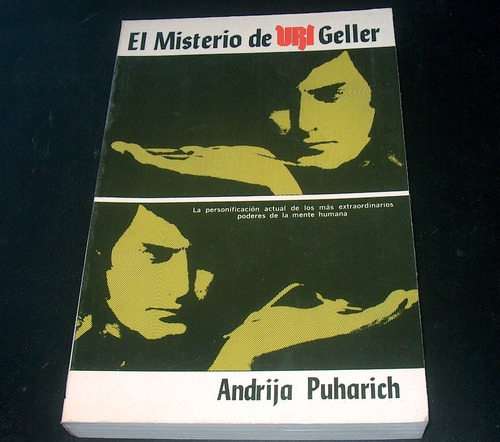 El Misterio de URI Geller
La personificación actual de los más extraordinarios
poderes de la mente humana
Andrija Puharich